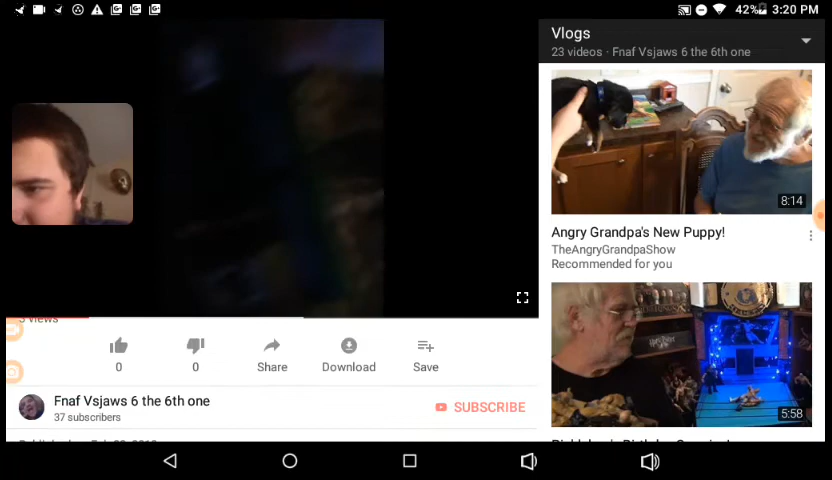 42% 3:20 PM
Vlogs
23 videos · Fnaf Vsjaws 6 the 6th one
8:14
Angry Grandpa's New Puppy!
TheAngryGrandpaShow
Recommended for you
5:58
3 views
0
0
Share
Download
Save
Fnaf Vsjaws 6 the 6th one
37 subscribers
SUBSCRIBE